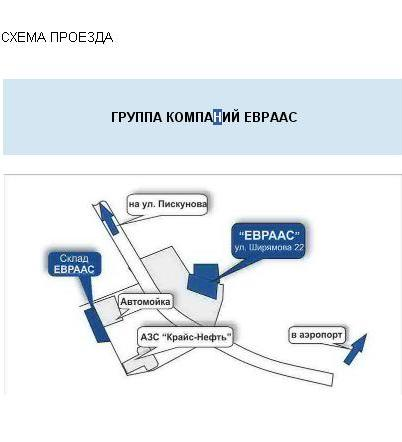 СХЕМА ПРОЕЗДА
ГРУППА КОМПАНИЙ ЕВРААС
на ул. Пискунова
"ЕВРААС"
ул. Ширямова 22
Склад
ЕВРААС
Автомойка
АЗС "Крайс-Нефть"
в аэропорт